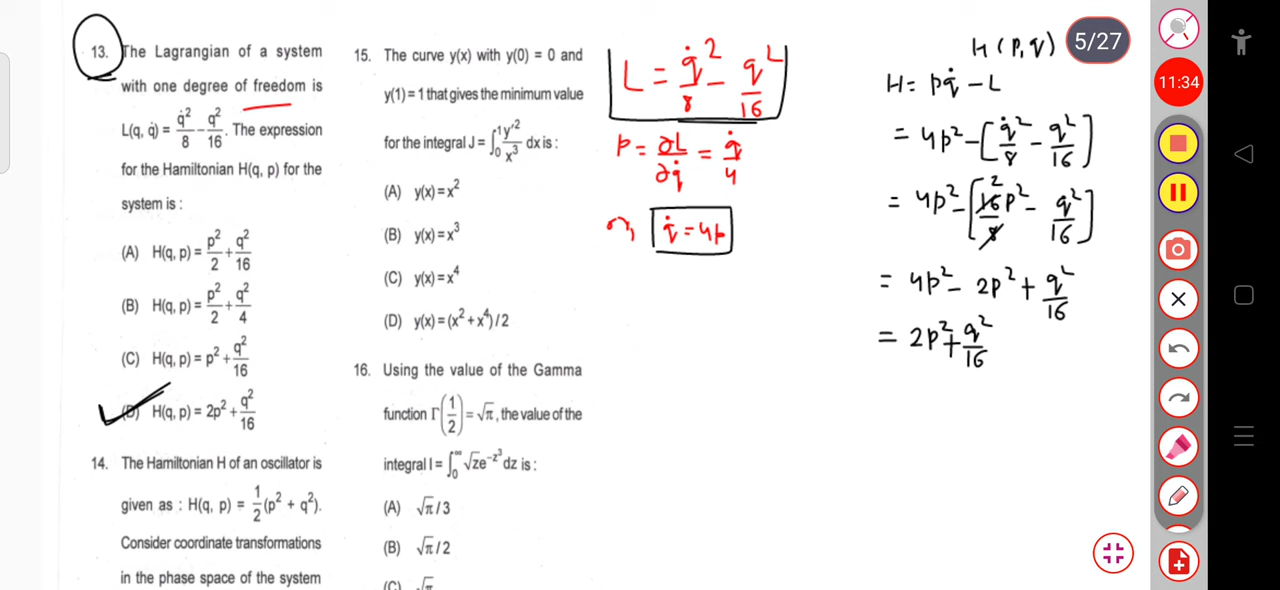 13. The Lagrangian of a system
with one degree of freedom is
L(q, q̇) = q̇²/8 − q²/16. The expression
for the Hamiltonian H(q, p) for the
system is :
(A) H(q, p) = p²/2 + q²/16
(B) H(q, p) = p²/2 + q²/4
(C) H(q, p) = p² + q²/16
(D) H(q, p) = 2p² + q²/16
14. The Hamiltonian H of an oscillator is
given as : H(q, p) = 1/2 (p² + q²).
Consider coordinate transformations
in the phase space of the system
15. The curve y(x) with y(0) = 0 and
y(1) = 1 that gives the minimum value
for the integral J = ∫₀¹ y'²/x³ dx is :
(A) y(x) = x²
(B) y(x) = x³
(C) y(x) = x⁴
(D) y(x) = (x² + x⁴)/2
16. Using the value of the Gamma
function Γ(1/2) = √π, the value of the
integral I = ∫₀^∞ √z e^(−z³) dz is :
(A) √π/3
(B) √π/2
(C) √π
L = q̇²/8 − q²/16
p = ∂L/∂q̇ = q̇/4
q̇ = 4p
H(p, q)
H = pq̇ − L
= 4p² − [q̇²/8 − q²/16]
= 4p² − [16p²/8 − q²/16]
= 4p² − 2p² + q²/16
= 2p² + q²/16
5/27
11:34